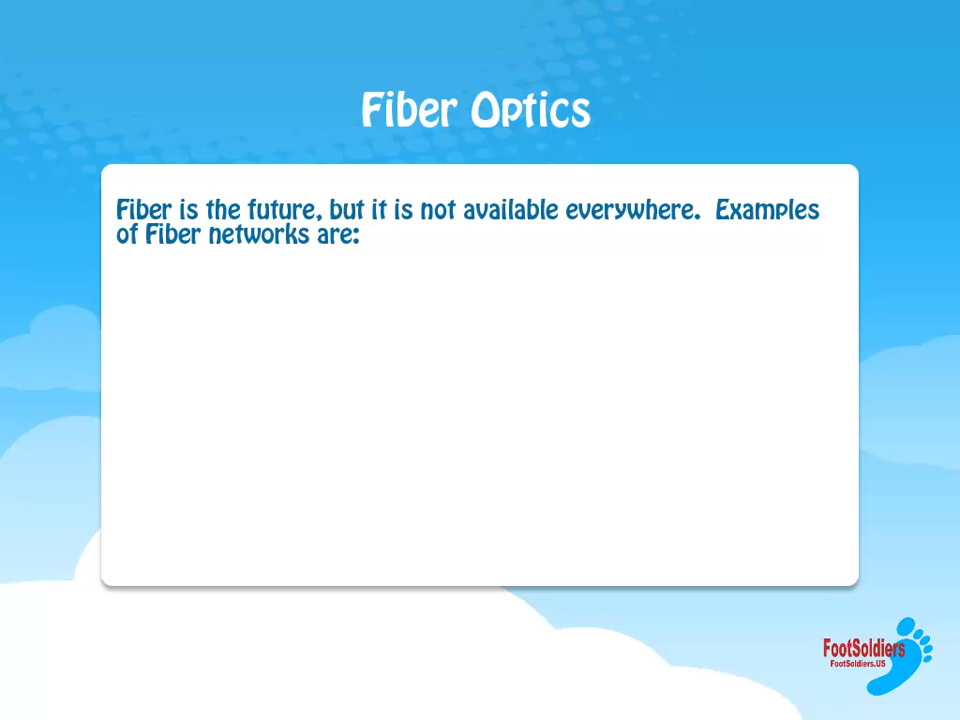 Fiber Optics
Fiber is the future, but it is not available everywhere.  Examples
of Fiber networks are:
FootSoldiers
FootSoldiers.US